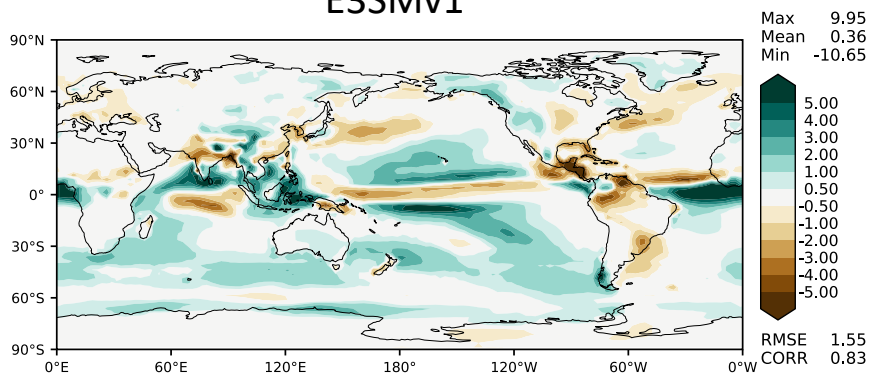 E3SMv1
Max 9.95
Mean 0.36
Min -10.65
90°N
60°N
30°N
0°
30°S
60°S
90°S
0°E 60°E 120°E 180° 120°W 60°W 0°W
5.00
4.00
3.00
2.00
1.00
0.50
-0.50
-1.00
-2.00
-3.00
-4.00
-5.00
RMSE 1.55
CORR 0.83